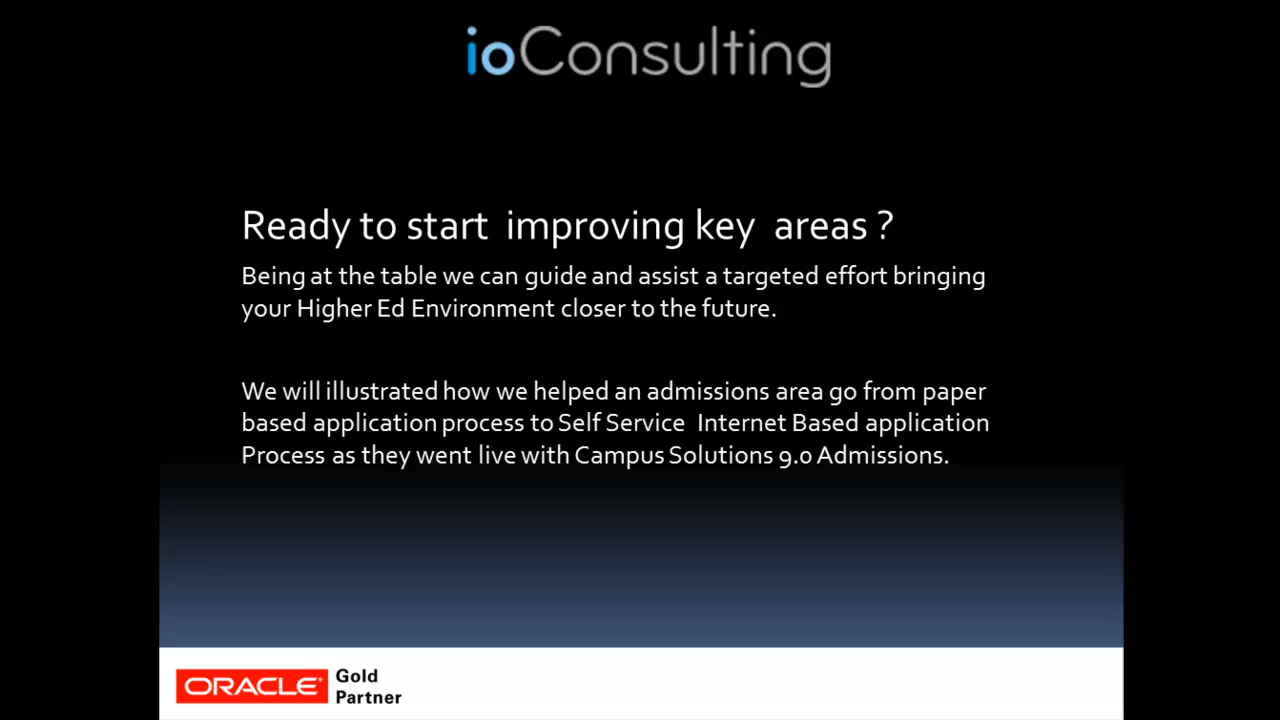 ioConsulting
Ready to start improving key areas ?
Being at the table we can guide and assist a targeted effort bringing
your Higher Ed Environment closer to the future.
We will illustrated how we helped an admissions area go from paper
based application process to Self Service Internet Based application
Process as they went live with Campus Solutions 9.0 Admissions.
ORACLE® Gold
Partner